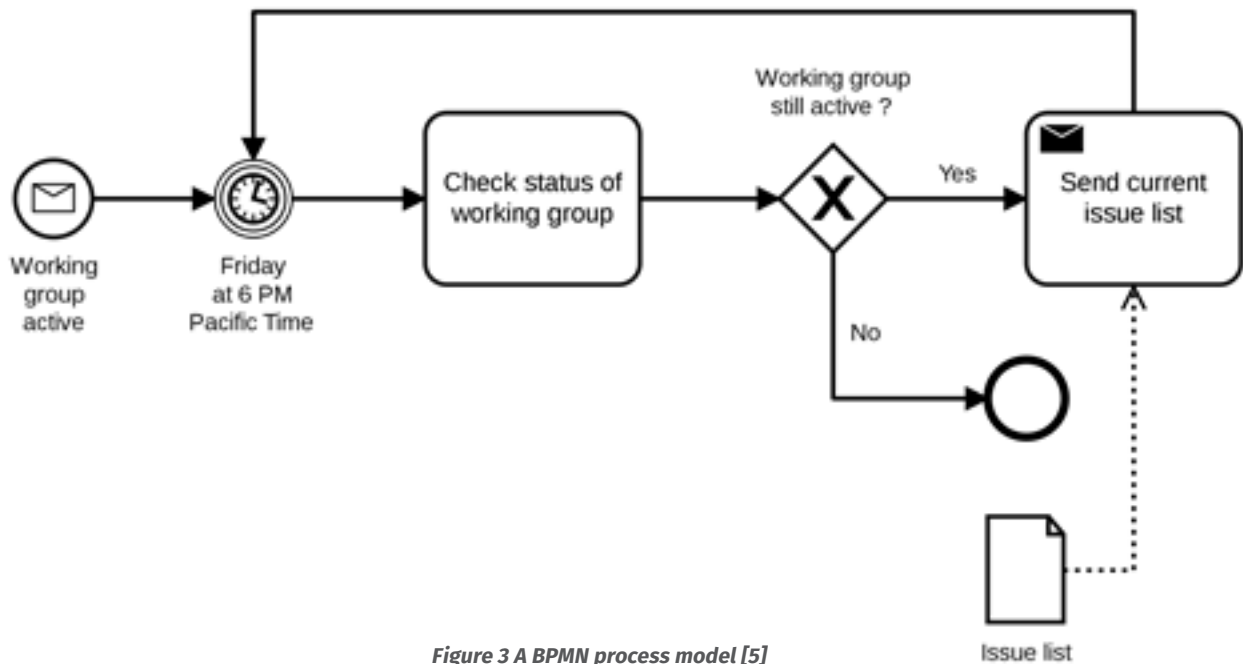 Working group
still active ?
Check status of
working group
Yes
Send current
issue list
Working
group
active
Friday
at 6 PM
Pacific Time
No
X
Issue list
Figure 3 A BPMN process model [5]